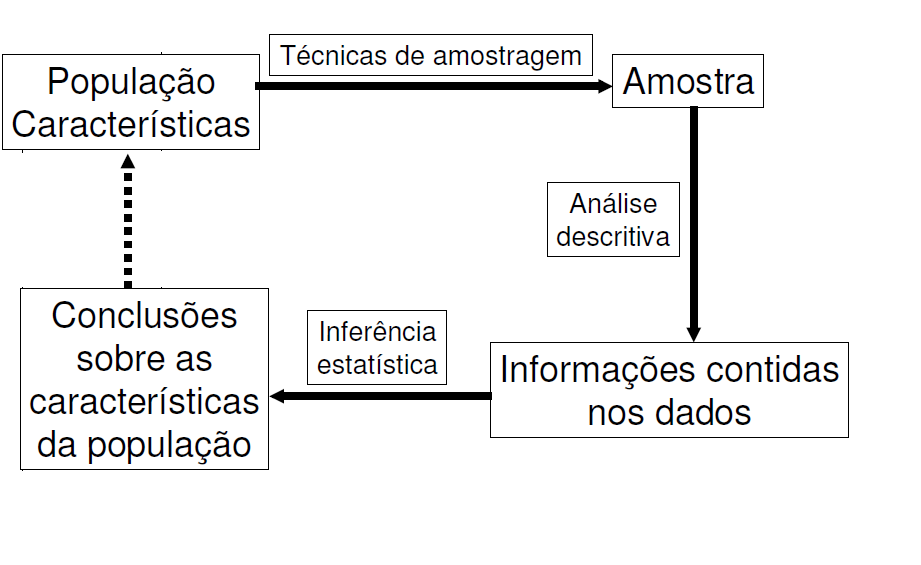 Técnicas de amostragem
População
Características
Amostra
Análise
descritiva
Conclusões
sobre as
características
da população
Inferência
estatística
Informações contidas
nos dados